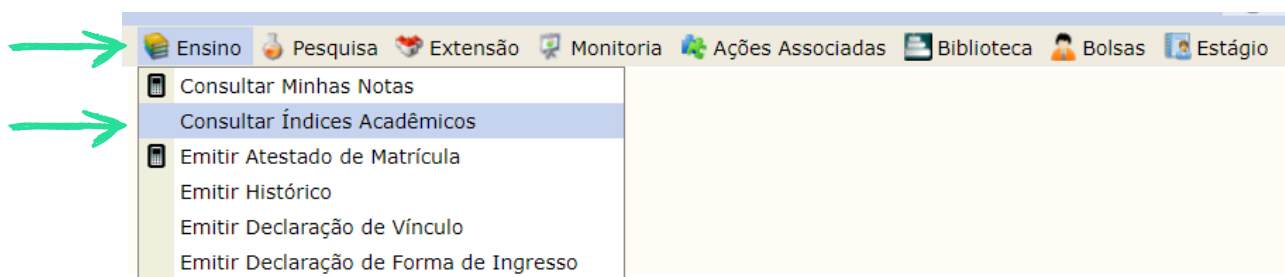 Ensino Pesquisa Extensão Monitoria Ações Associadas Biblioteca Bolsas Estágio
Consultar Minhas Notas
Consultar Índices Acadêmicos
Emitir Atestado de Matrícula
Emitir Histórico
Emitir Declaração de Vínculo
Emitir Declaração de Forma de Ingresso